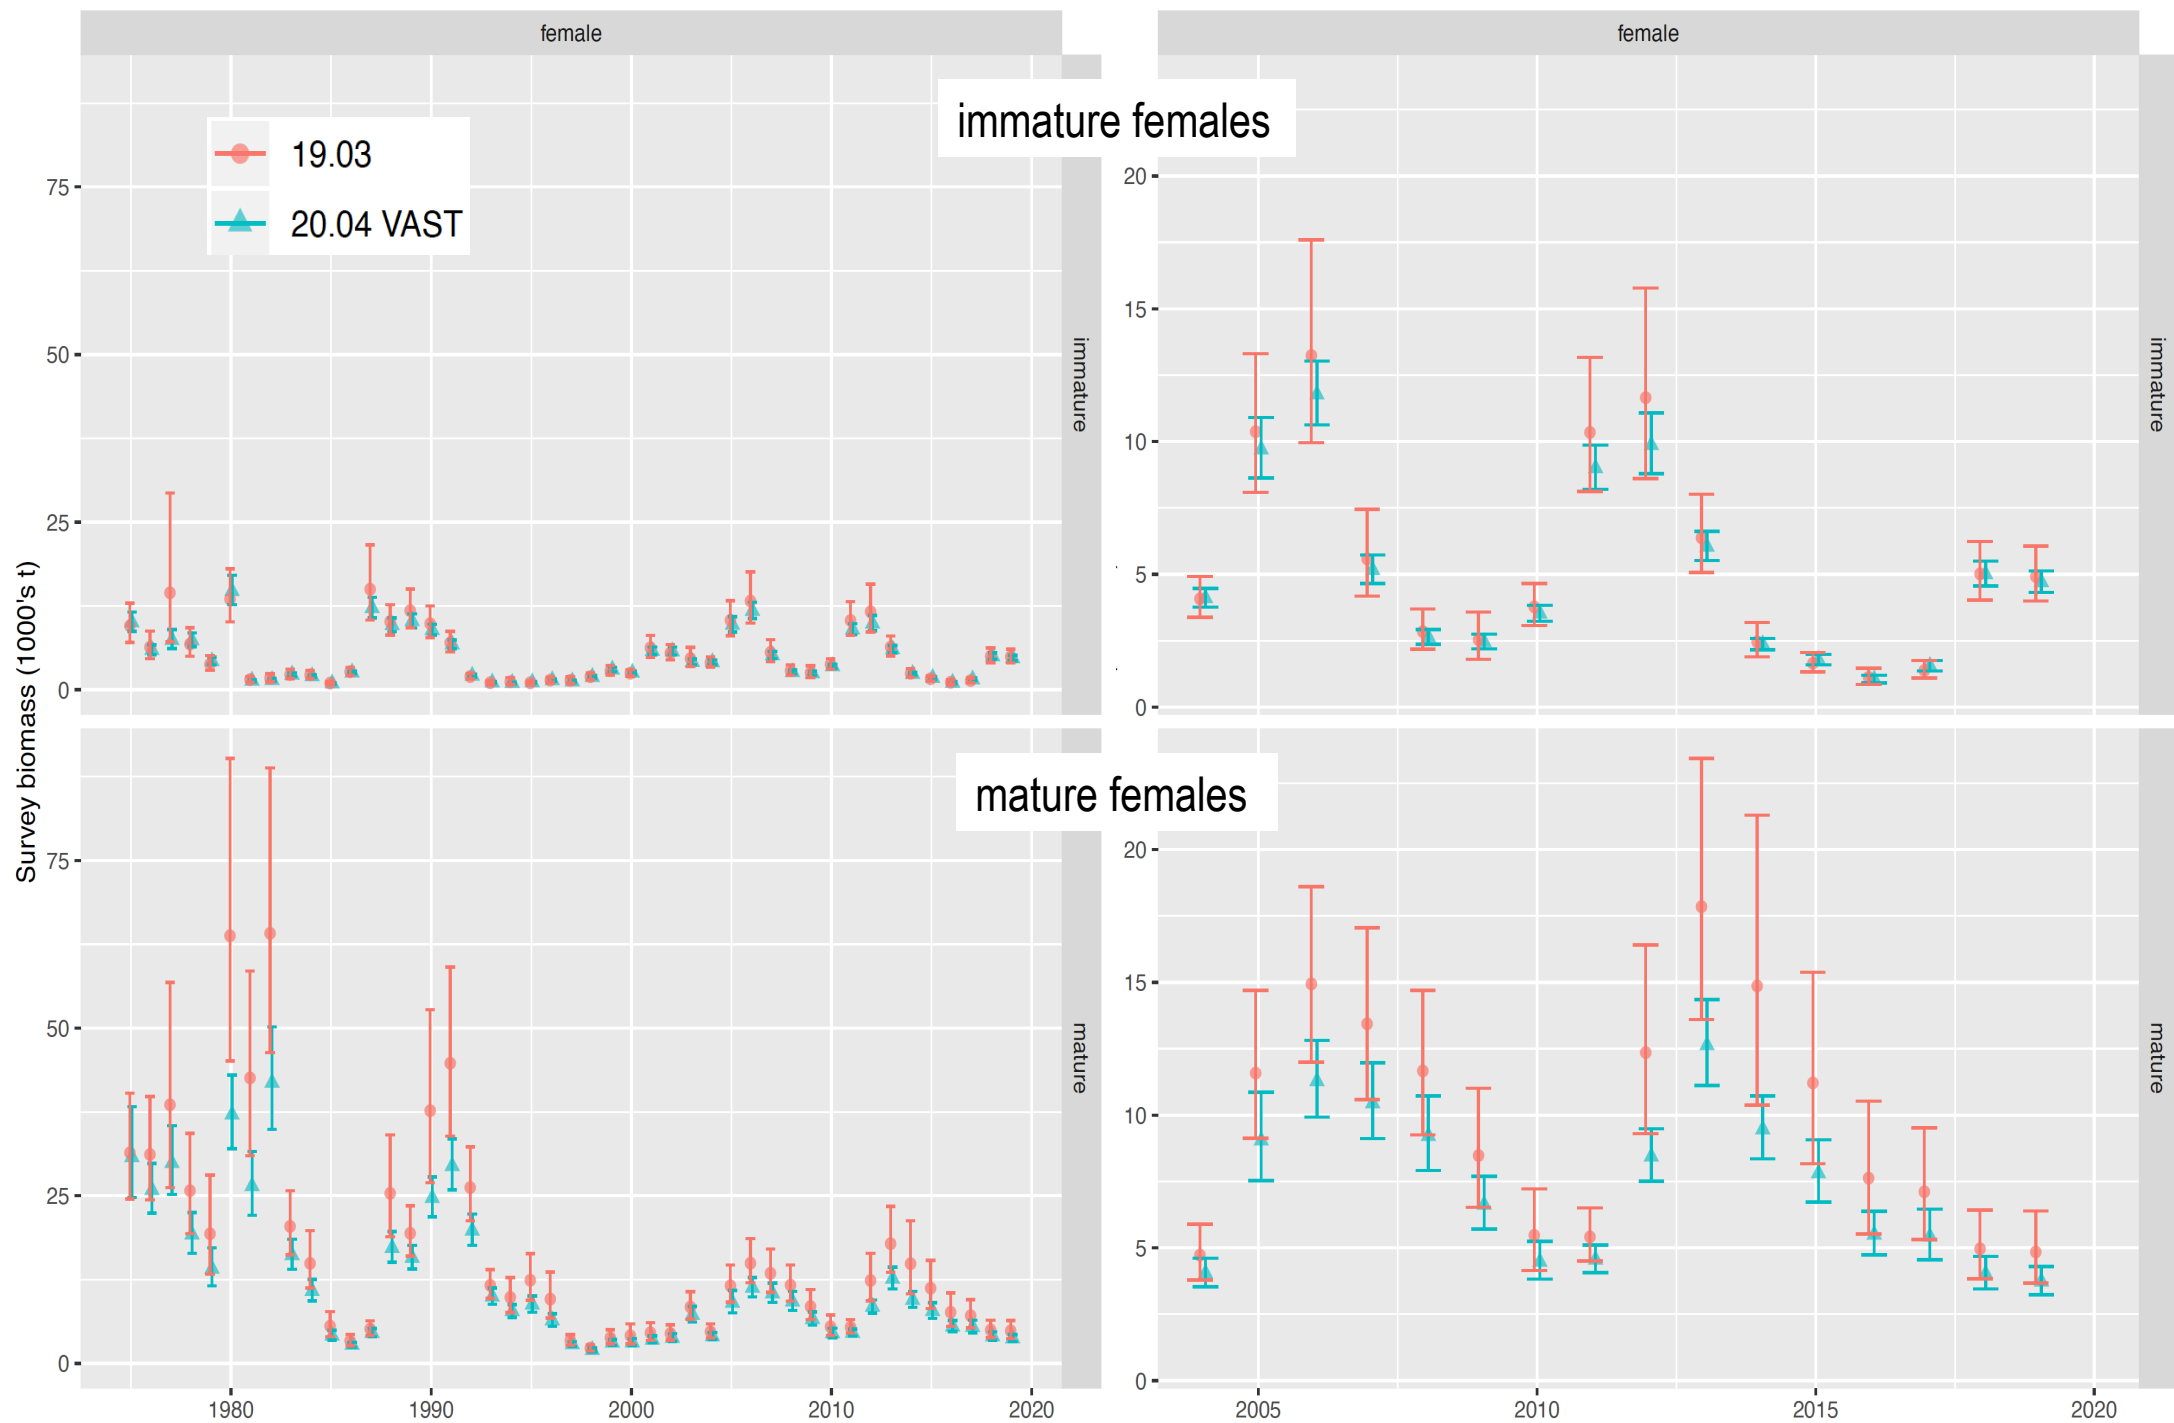 female
female
immature females
19.03
20.04 VAST
75
50
25
0
20
15
10
5
0
immature
immature
Survey biomass (1000's t)
mature females
75
50
25
0
20
15
10
5
0
mature
mature
1980 1990 2000 2010 2020
2005 2010 2015 2020